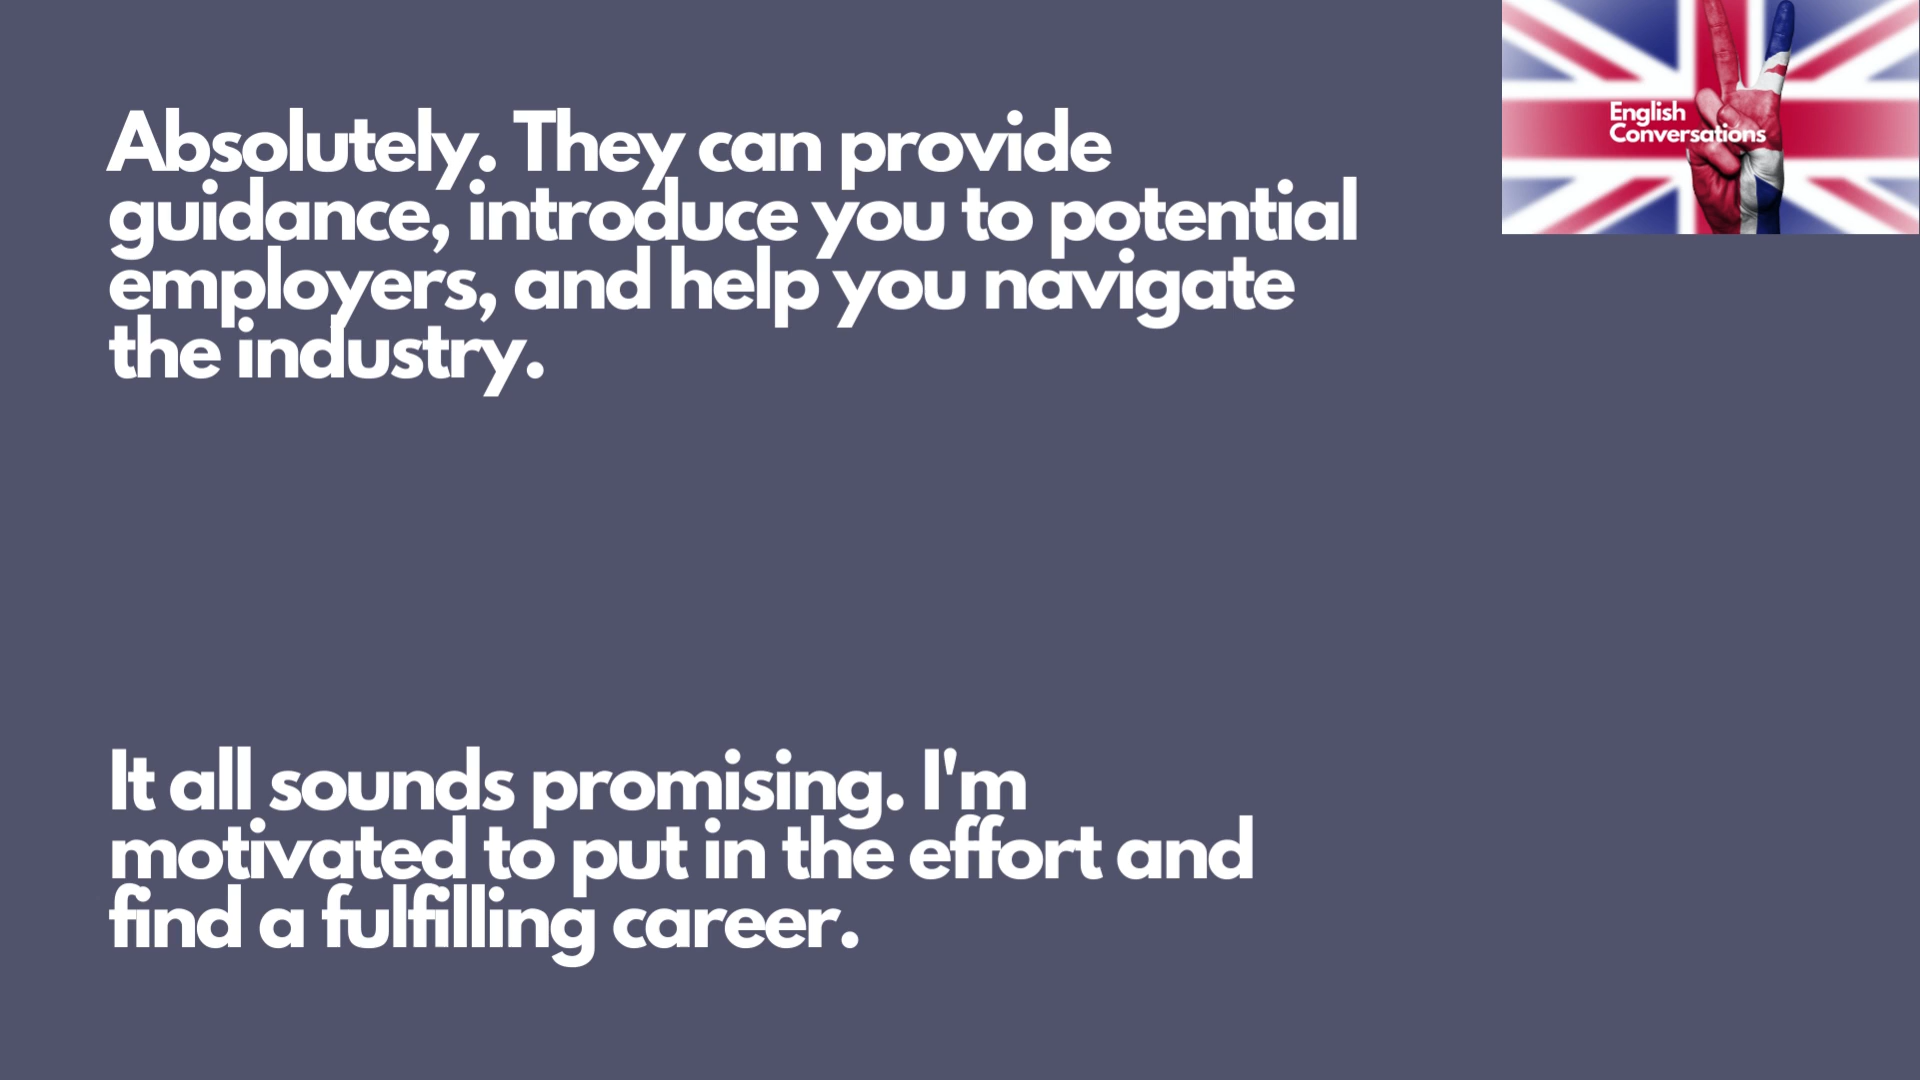 Absolutely. They can provide
guidance, introduce you to potential
employers, and help you navigate
the industry.
English
Conversations
It all sounds promising. I'm
motivated to put in the effort and
find a fulfilling career.